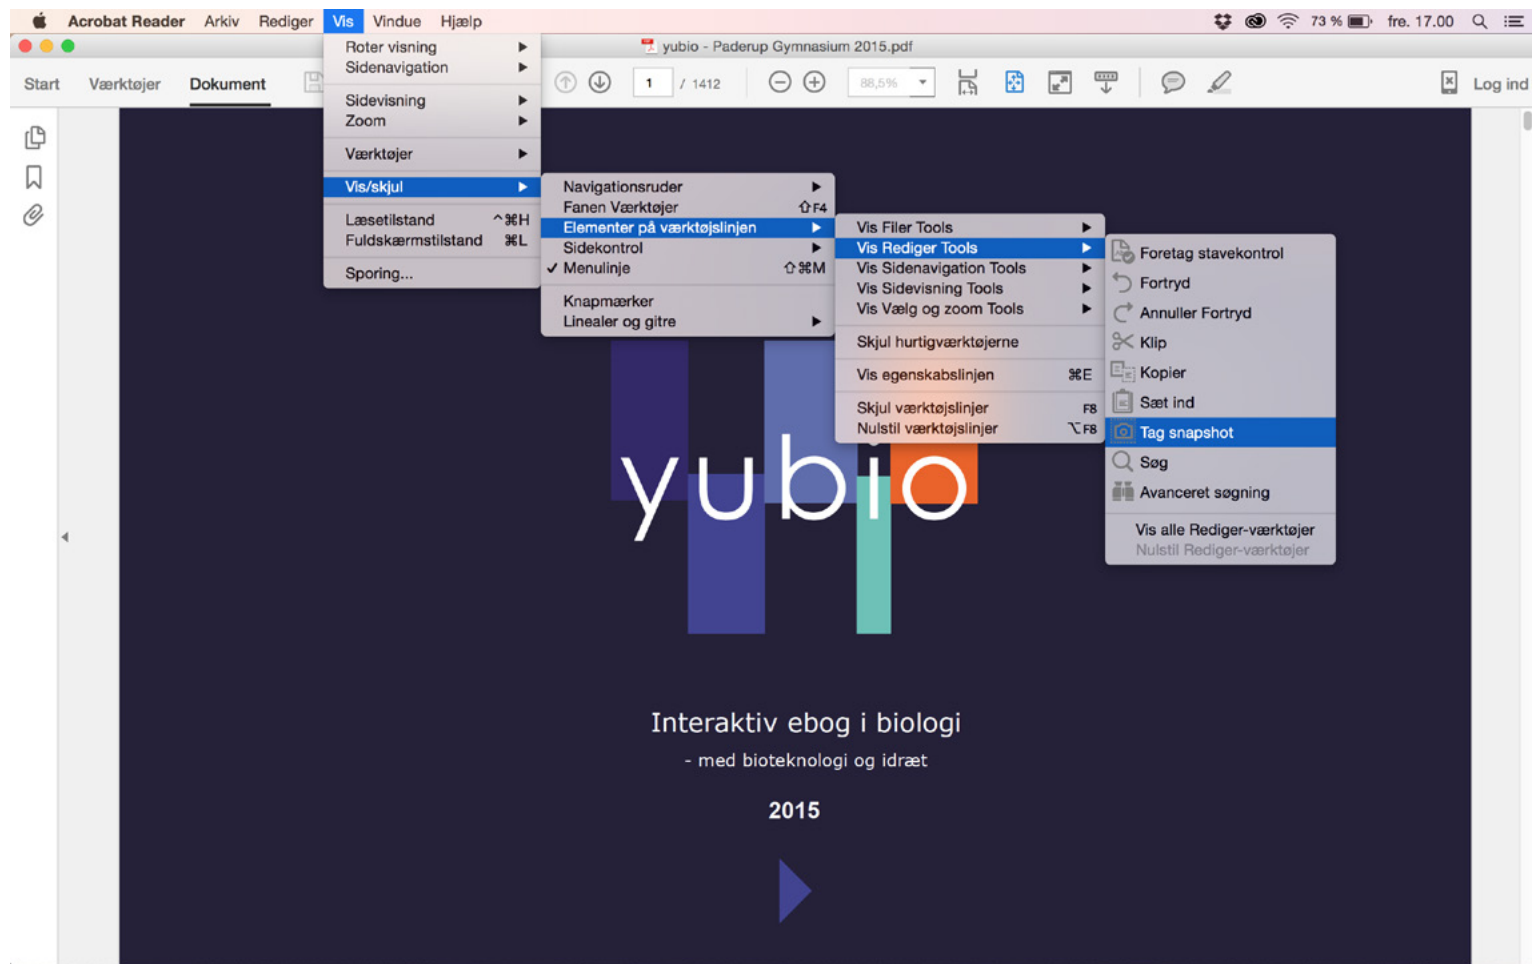 Acrobat Reader Arkiv Rediger Vis Vindue Hjælp 73 % fre. 17.00
yubio - Paderup Gymnasium 2015.pdf
Start Værktøjer Dokument 1 / 1412 88,5% Log ind
Roter visning
Sidenavigation
Sidevisning
Zoom
Værktøjer
Vis/skjul
Læsetilstand ^⌘H
Fuldskærmstilstand ⌘L
Sporing...
Navigationsruder
Fanen Værktøjer ⇧F4
Elementer på værktøjslinjen
Sidekontrol
✓ Menulinje ⇧⌘M
Knapmærker
Linealer og gitre
Vis Filer Tools
Vis Rediger Tools
Vis Sidenavigation Tools
Vis Sidevisning Tools
Vis Vælg og zoom Tools
Skjul hurtigværktøjerne
Vis egenskabslinjen ⌘E
Skjul værktøjslinjer F8
Nulstil værktøjslinjer ⌥F8
Foretag stavekontrol
Fortryd
Annuller Fortryd
Klip
Kopier
Sæt ind
Tag snapshot
Søg
Avanceret søgning
Vis alle Rediger-værktøjer
Nulstil Rediger-værktøjer
yubio
Interaktiv ebog i biologi
- med bioteknologi og idræt
2015